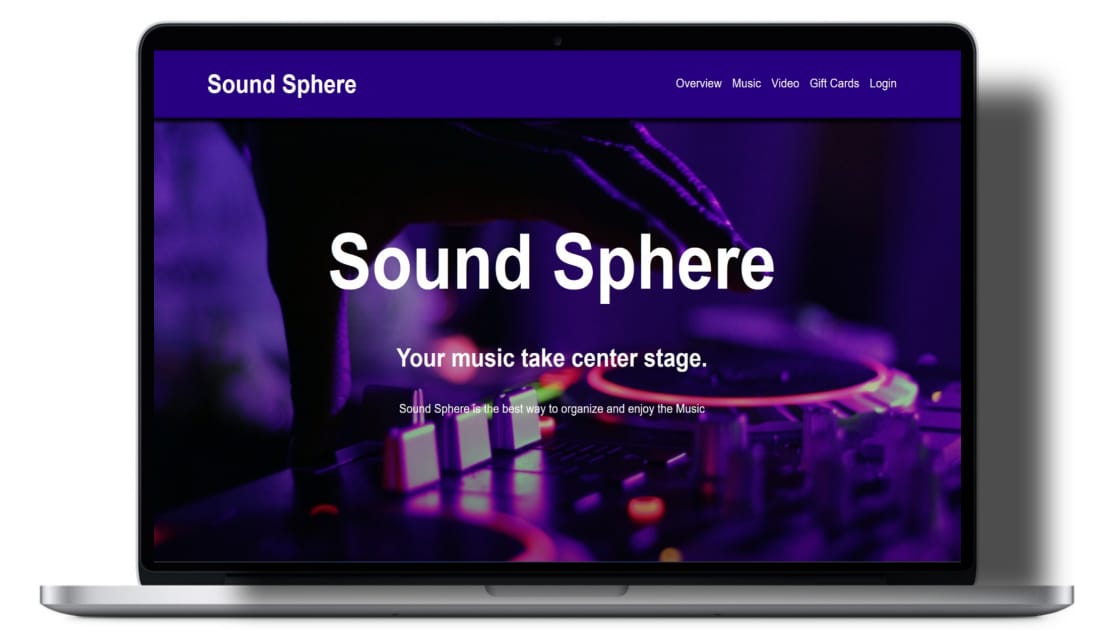 Sound Sphere
Overview Music Video Gift Cards Login
Sound Sphere
Your music take center stage.
Sound Sphere is the best way to organize and enjoy the Music